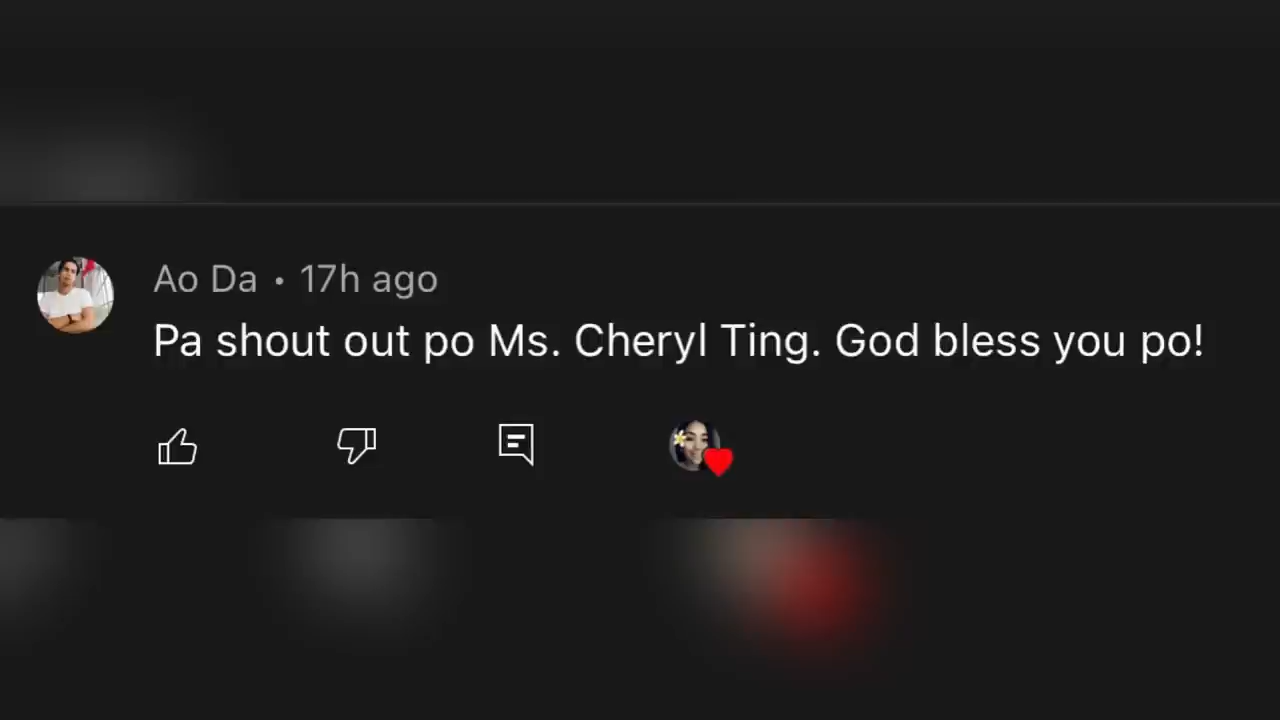 Ao Da • 17h ago
Pa shout out po Ms. Cheryl Ting. God bless you po!